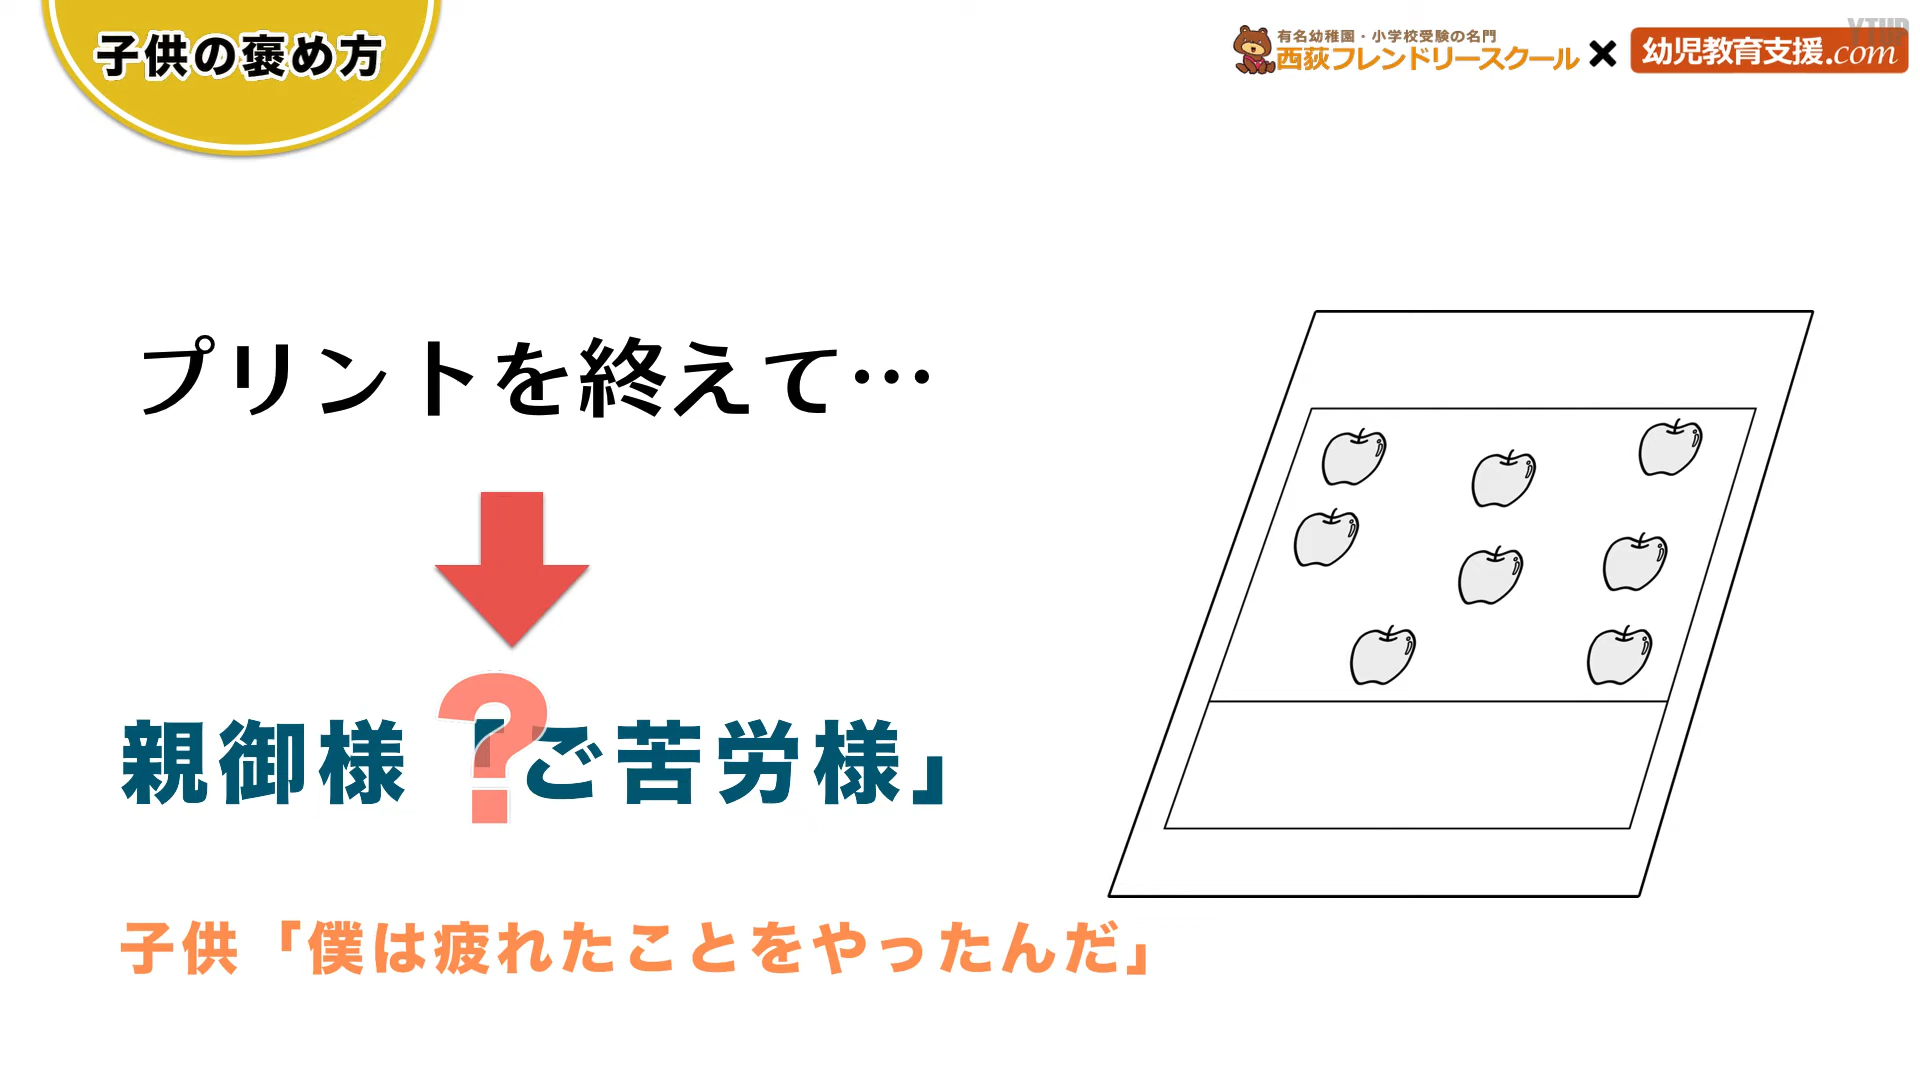 子供の褒め方
有名幼稚園・小学校受験の名門
西荻フレンドリースクール×幼児教育支援.com
プリントを終えて…
親御様「ご苦労様」
?
子供「僕は疲れたことをやったんだ」